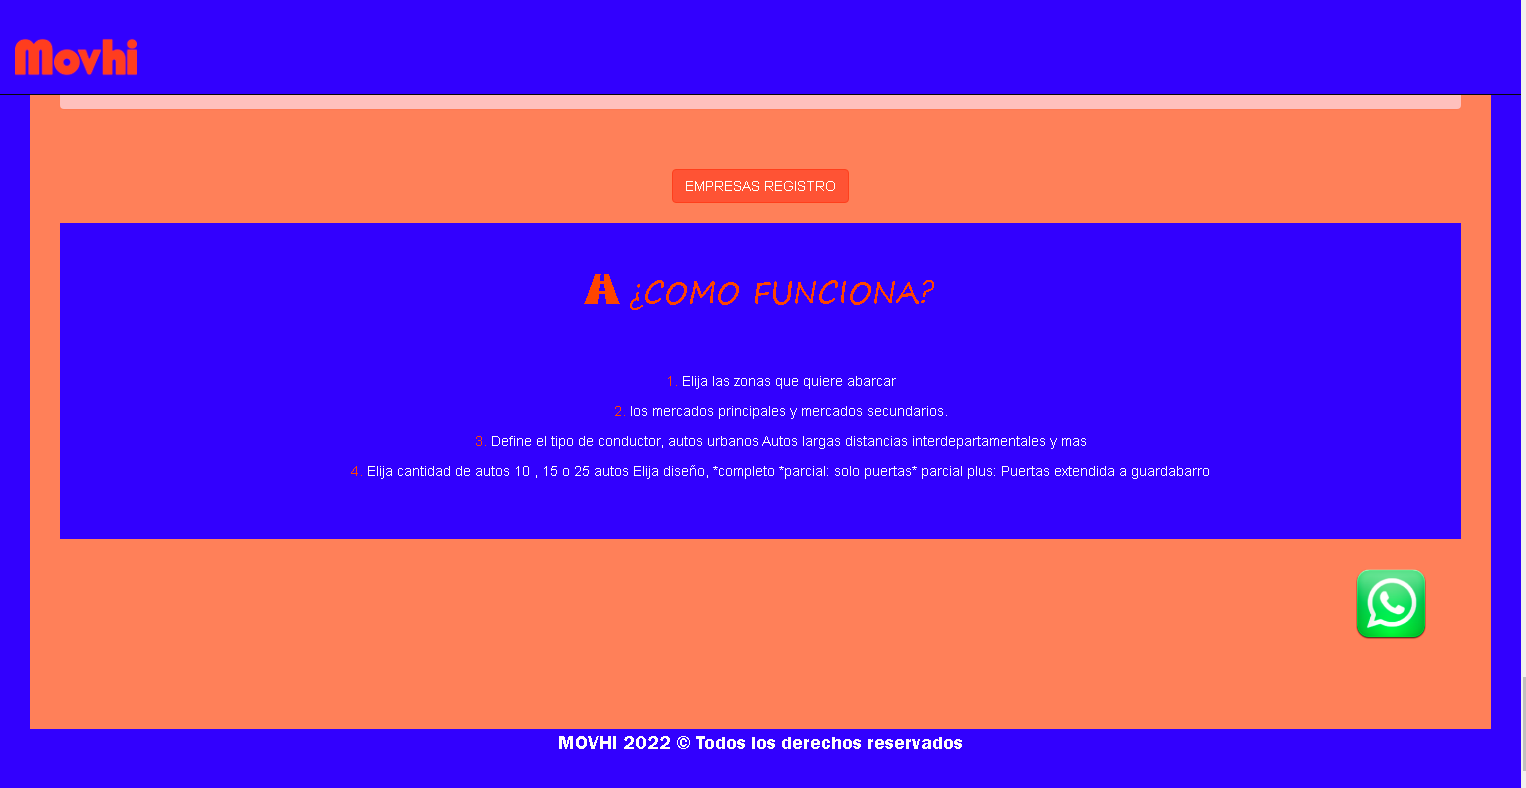 Movhi
EMPRESAS REGISTRO
¿COMO FUNCIONA?
1. Elija las zonas que quiere abarcar
2. los mercados principales y mercados secundarios.
3. Define el tipo de conductor, autos urbanos Autos largas distancias interdepartamentales y mas
4. Elija cantidad de autos 10 , 15 o 25 autos Elija diseño, *completo *parcial: solo puertas* parcial plus: Puertas extendida a guardabarro
MOVHI 2022 © Todos los derechos reservados